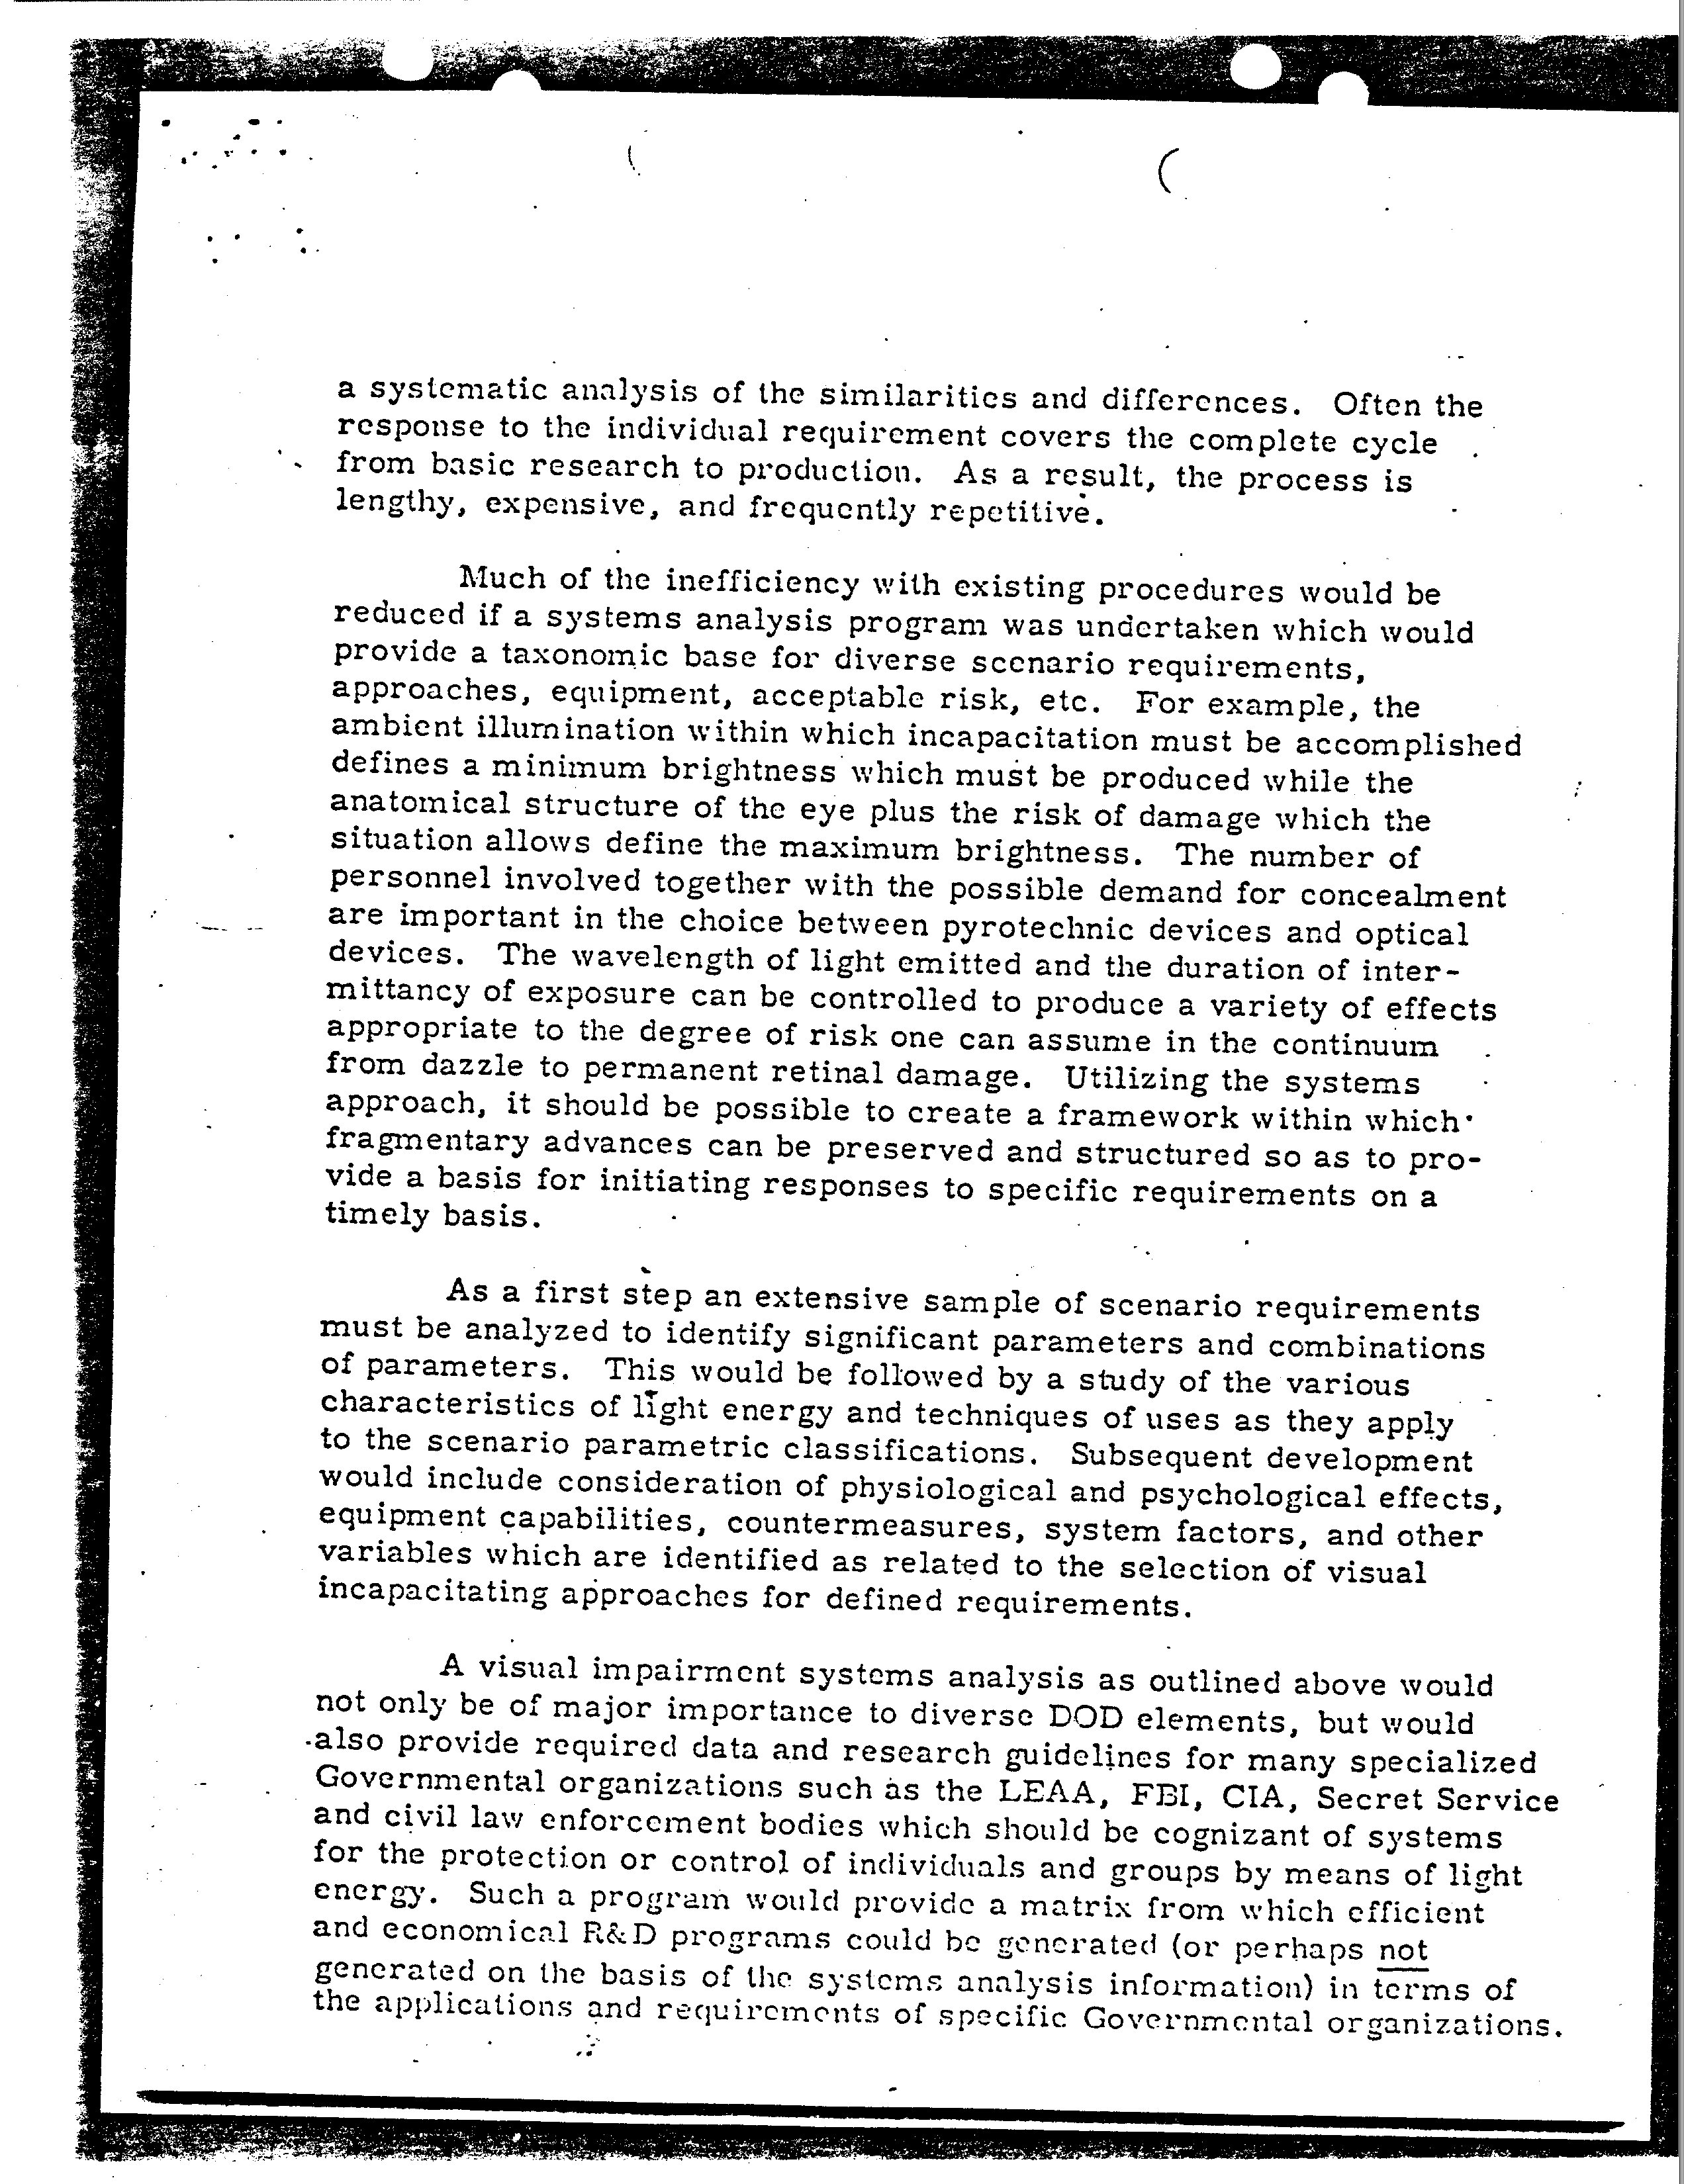 a systematic analysis of the similarities and differences. Often the
response to the individual requirement covers the complete cycle
from basic research to production. As a result, the process is
lengthy, expensive, and frequently repetitive.
Much of the inefficiency with existing procedures would be
reduced if a systems analysis program was undertaken which would
provide a taxonomic base for diverse scenario requirements,
approaches, equipment, acceptable risk, etc. For example, the
ambient illumination within which incapacitation must be accomplished
defines a minimum brightness which must be produced while the
anatomical structure of the eye plus the risk of damage which the
situation allows define the maximum brightness. The number of
personnel involved together with the possible demand for concealment
are important in the choice between pyrotechnic devices and optical
devices. The wavelength of light emitted and the duration of inter-
mittancy of exposure can be controlled to produce a variety of effects
appropriate to the degree of risk one can assume in the continuum
from dazzle to permanent retinal damage. Utilizing the systems
approach, it should be possible to create a framework within which
fragmentary advances can be preserved and structured so as to pro-
vide a basis for initiating responses to specific requirements on a
timely basis.
As a first step an extensive sample of scenario requirements
must be analyzed to identify significant parameters and combinations
of parameters. This would be followed by a study of the various
characteristics of light energy and techniques of uses as they apply
to the scenario parametric classifications. Subsequent development
would include consideration of physiological and psychological effects,
equipment capabilities, countermeasures, system factors, and other
variables which are identified as related to the selection of visual
incapacitating approaches for defined requirements.
A visual impairment systems analysis as outlined above would
not only be of major importance to diverse DOD elements, but would
also provide required data and research guidelines for many specialized
Governmental organizations such as the LEAA, FBI, CIA, Secret Service
and civil law enforcement bodies which should be cognizant of systems
for the protection or control of individuals and groups by means of light
energy. Such a program would provide a matrix from which efficient
and economical R&D programs could be generated (or perhaps not
generated on the basis of the systems analysis information) in terms of
the applications and requirements of specific Governmental organizations.